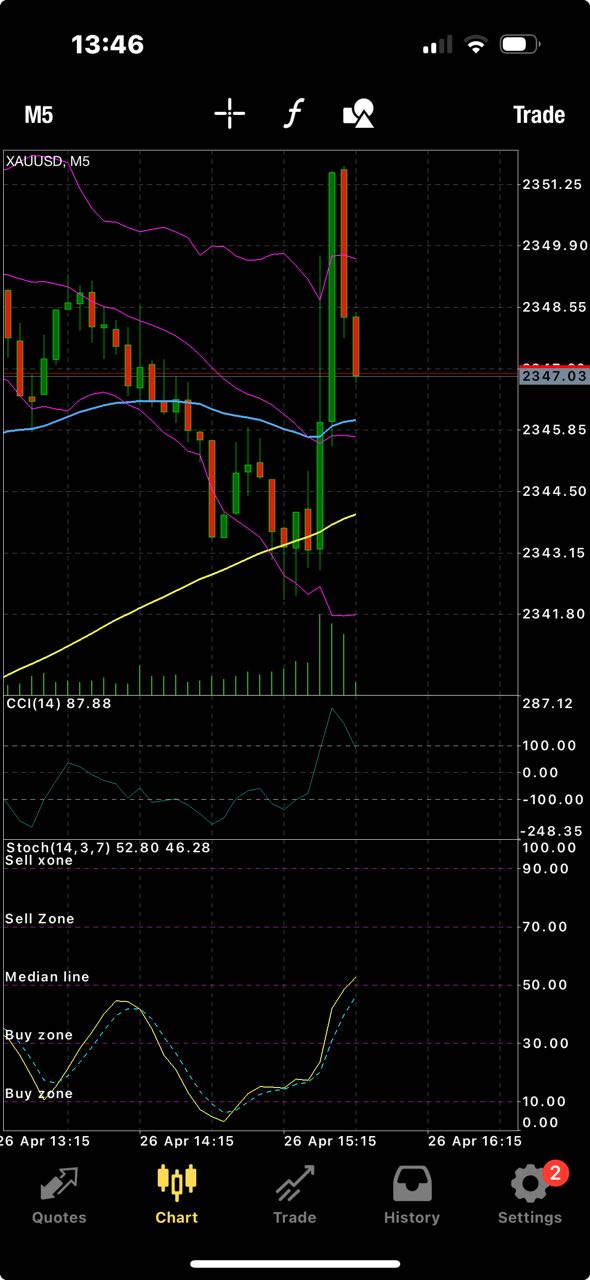 13:46
M5
f
Trade
XAUUSD, M5
2351.25
2349.90
2348.55
2347.03
2345.85
2344.50
2343.15
2341.80
CCI(14) 87.88
287.12
100.00
0.00
-100.00
-248.35
Stoch(14,3,7) 52.80 46.28
100.00
Sell xone
90.00
Sell Zone
70.00
Median line
50.00
Buy zone
30.00
Buy zone
10.00
0.00
26 Apr 13:15
26 Apr 14:15
26 Apr 15:15
26 Apr 16:15
2
Quotes
Chart
Trade
History
Settings